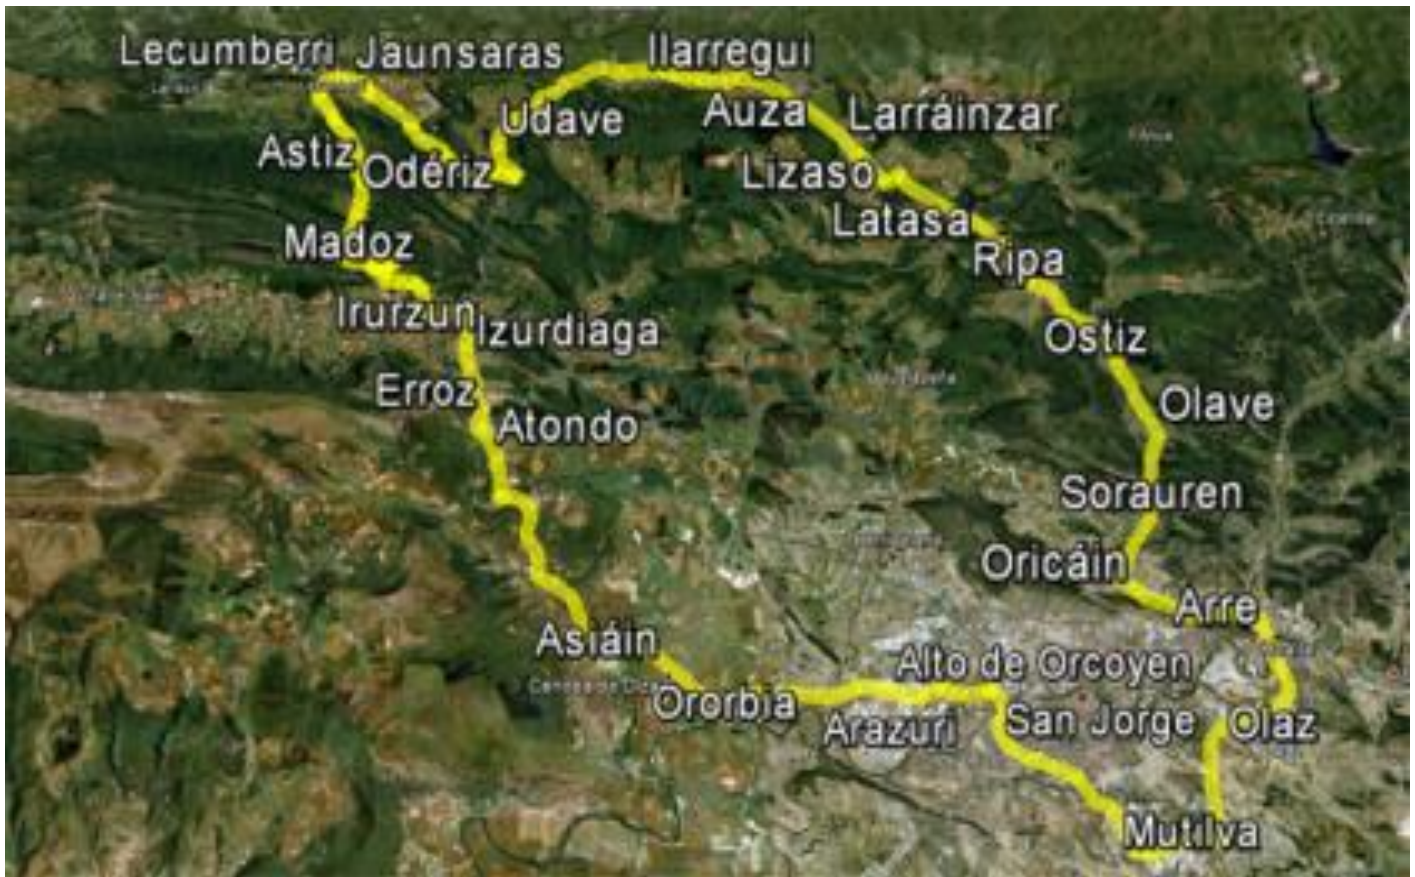 Lecumberri
Jaunsaras
Ilarregui
Udave
Auza
Larráinzar
Astiz
Odériz
Lizaso
Latasa
Madoz
Ripa
Irurzun
Izurdiaga
Ostiz
Erroz
Atondo
Olave
Sorauren
Oricáin
Arre
Asiáin
Alto de Orcoyen
Ororbia
Arazuri
San Jorge
Olaz
Mutilva